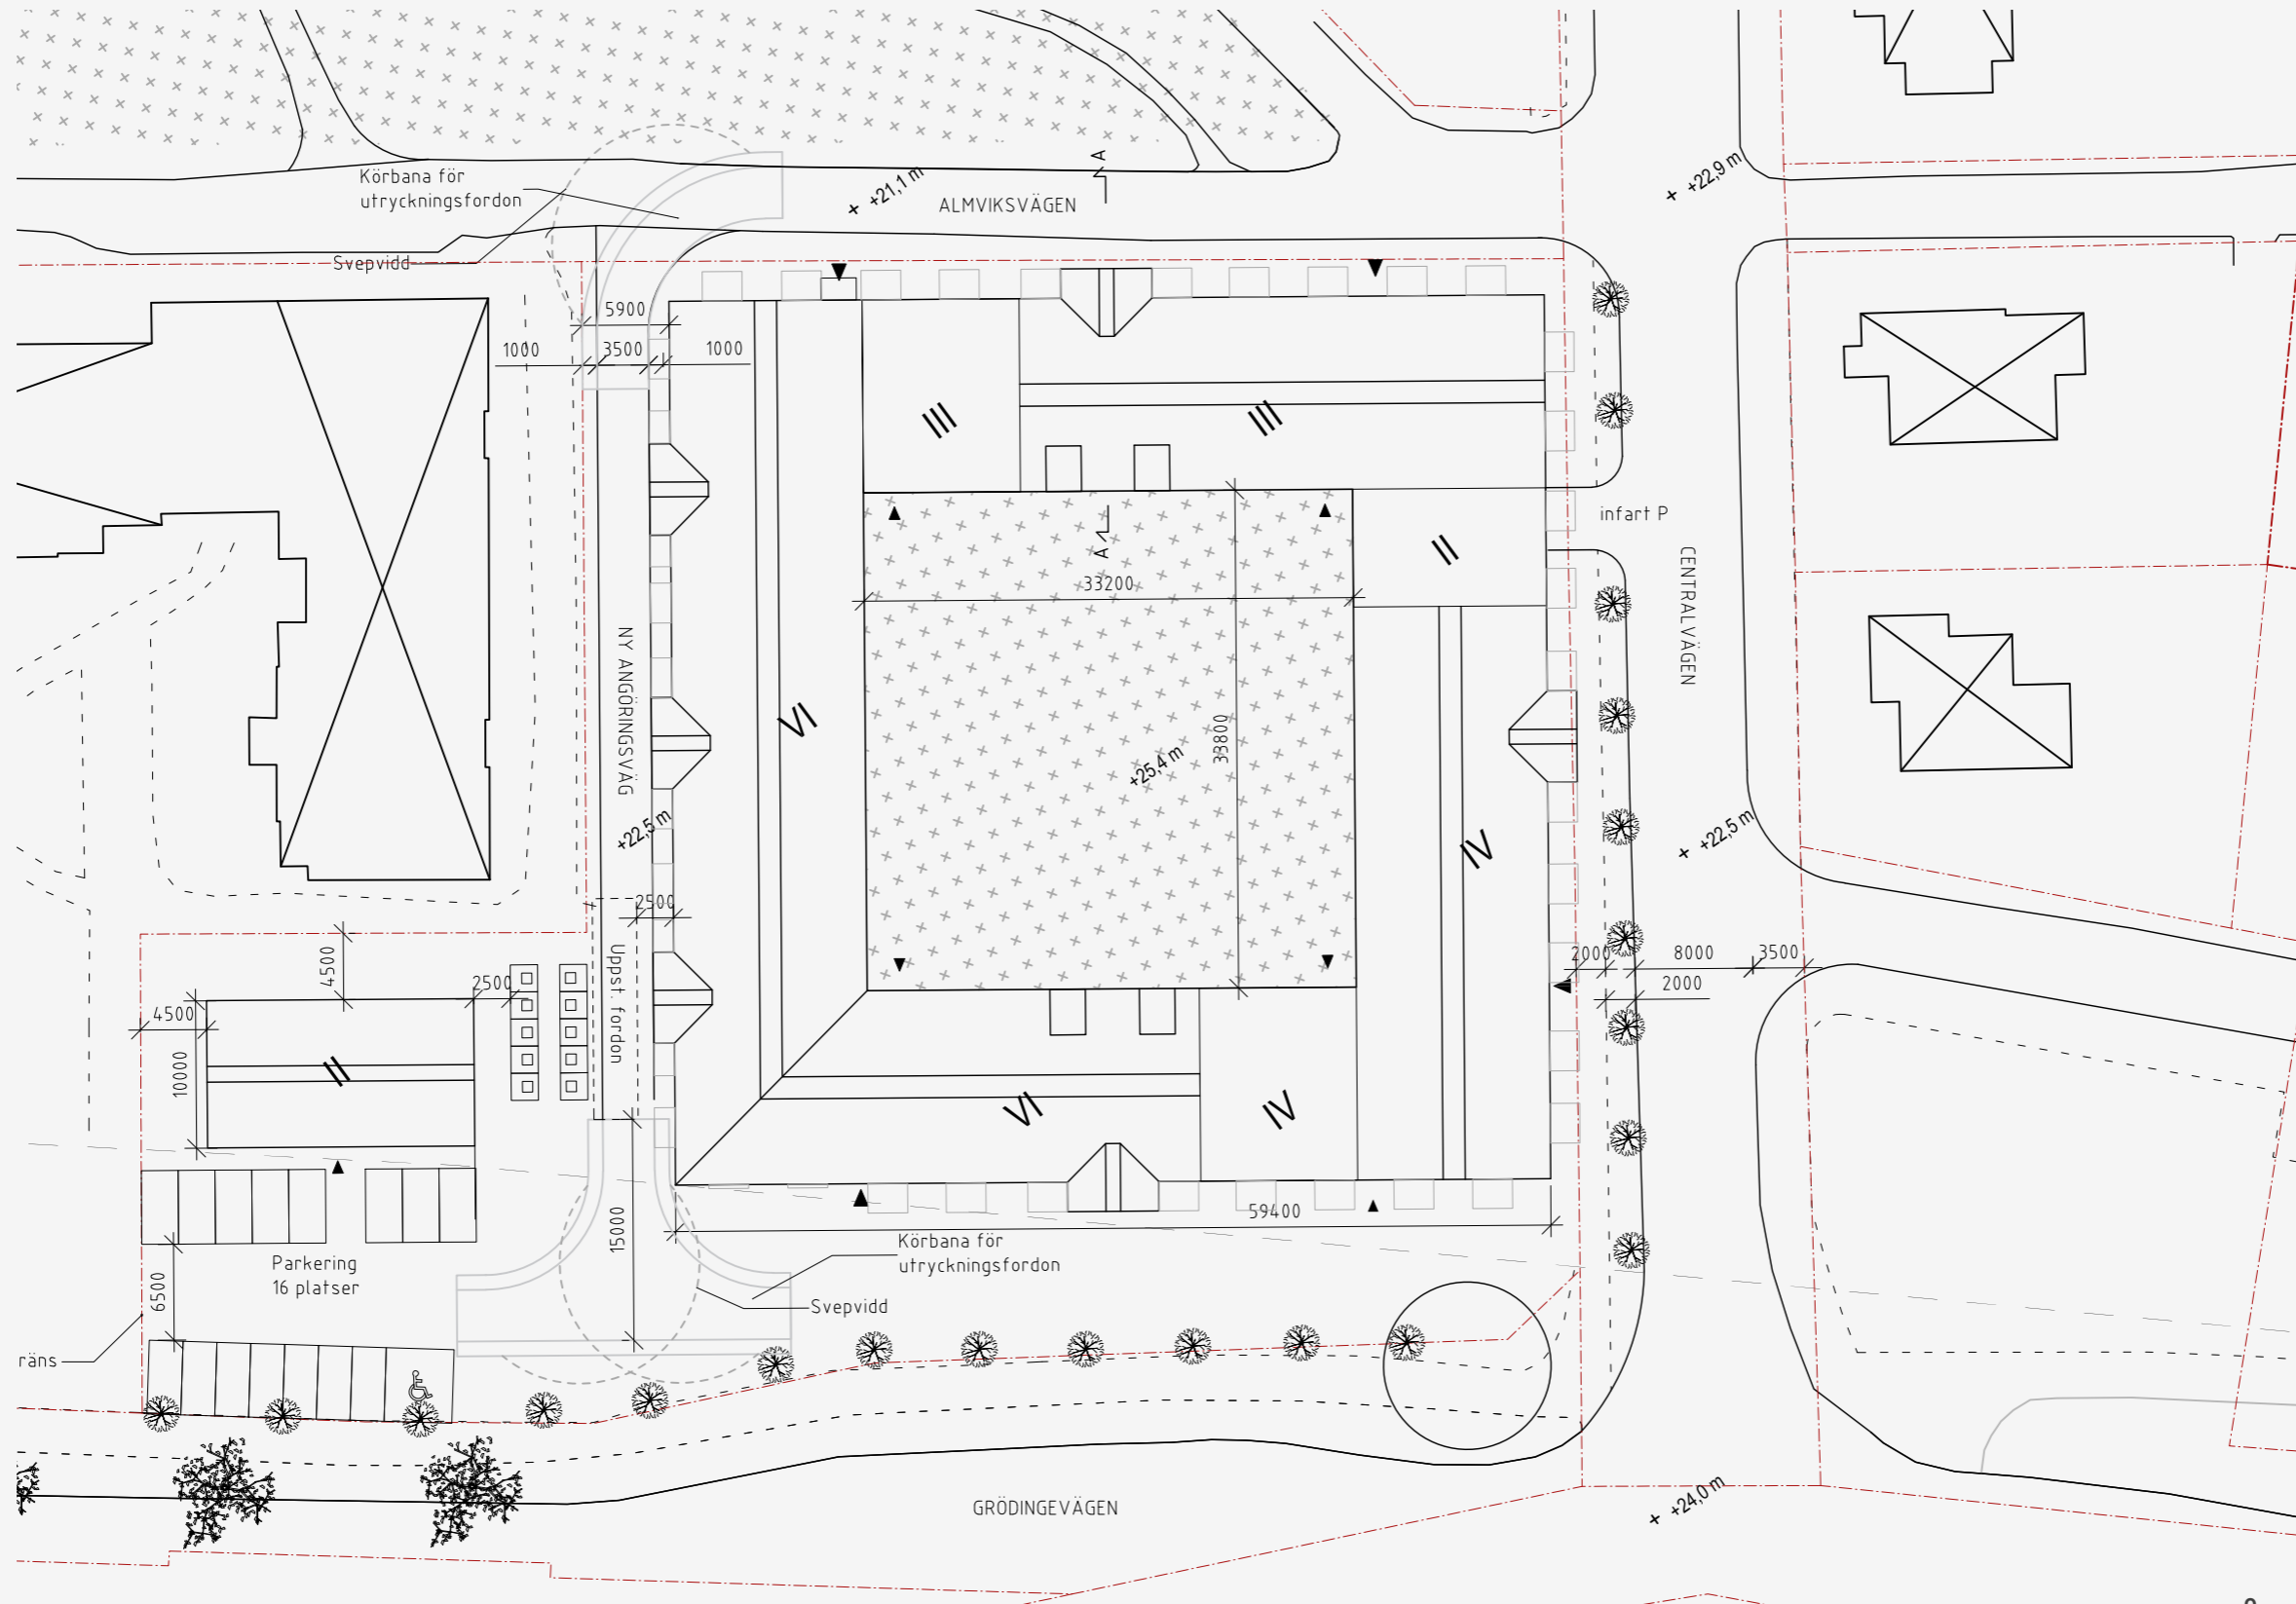 Körbana för
utryckningsfordon
Svepvidd
+21,1 m
ALMVIKSVÄGEN
A
+22,9 m
5900
1000
3500
1000
III
III
II
infart P
A
33200
33800
CENTRALVÄGEN
NY ANGÖRINGSVÄG
VI
+25,4 m
+22,5 m
IV
+22,5 m
2500
Uppst. fordon
4500
2500
4500
10000
II
2000
8000
3500
2000
VI
IV
59400
15000
Körbana för
utryckningsfordon
Svepvidd
Parkering
16 platser
6500
räns
GRÖDINGEVÄGEN
+24,0 m